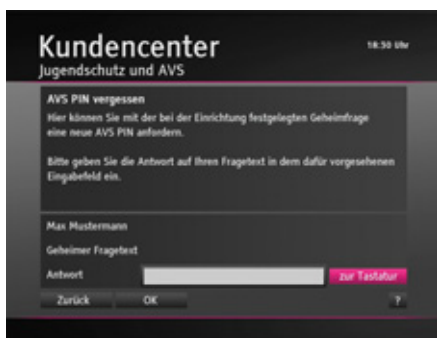 Kundencenter
18:30 Uhr
Jugendschutz und AVS
AVS PIN vergessen
Hier können Sie mit der bei der Einrichtung festgelegten Geheimfrage
eine neue AVS PIN anfordern.
Bitte geben Sie die Antwort auf Ihren Fragetext in dem dafür vorgesehenen
Eingabefeld ein.
Max Mustermann
Geheimer Fragetext
Antwort
zur Tastatur
Zurück
OK
?